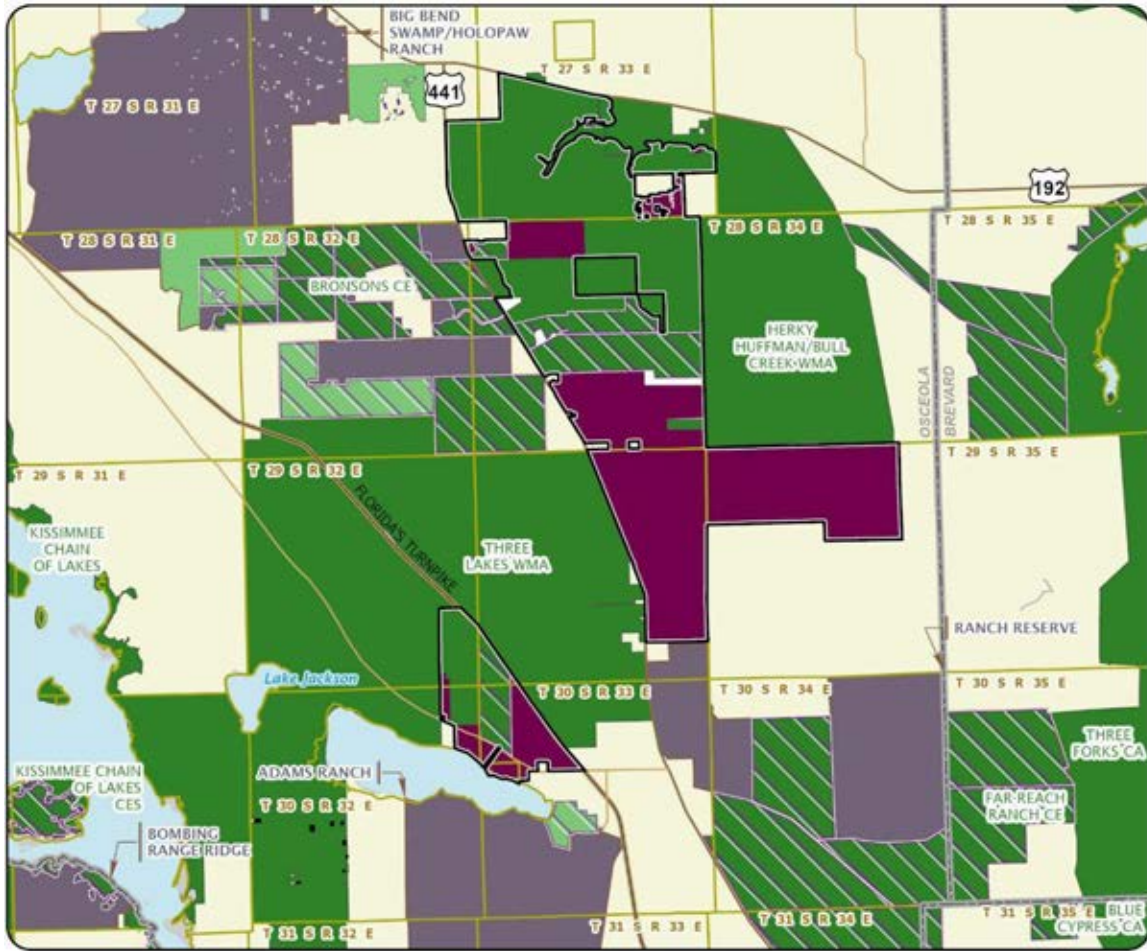 BIG BEND
SWAMP/HOLOPAW
RANCH
441
T 27 S R 33 E
T 27 S R 31 E
192
T 28 S R 31 E
T 28 S R 32 E
T 28 S R 34 E
T 28 S R 35 E
BRONSONS CE
HERKY
HUFFMAN/BULL
CREEK WMA
OSCEOLA
BREVARD
T 29 S R 31 E
T 29 S R 32 E
T 29 S R 35 E
FLORIDA'S TURNPIKE
KISSIMMEE
CHAIN
OF LAKES
THREE
LAKES WMA
RANCH RESERVE
Lake Jackson
T 30 S R 33 E
T 30 S R 34 E
T 30 S R 35 E
THREE
FORKS CA
KISSIMMEE CHAIN
OF LAKES
CES
ADAMS RANCH
T 30 S R 32 E
FAR-REACH
RANCH CE
BOMBING
RANGE RIDGE
T 31 S R 32 E
T 31 S R 33 E
T 31 S R 34 E
T 31 S R 35 E
BLUE
CYPRESS CA